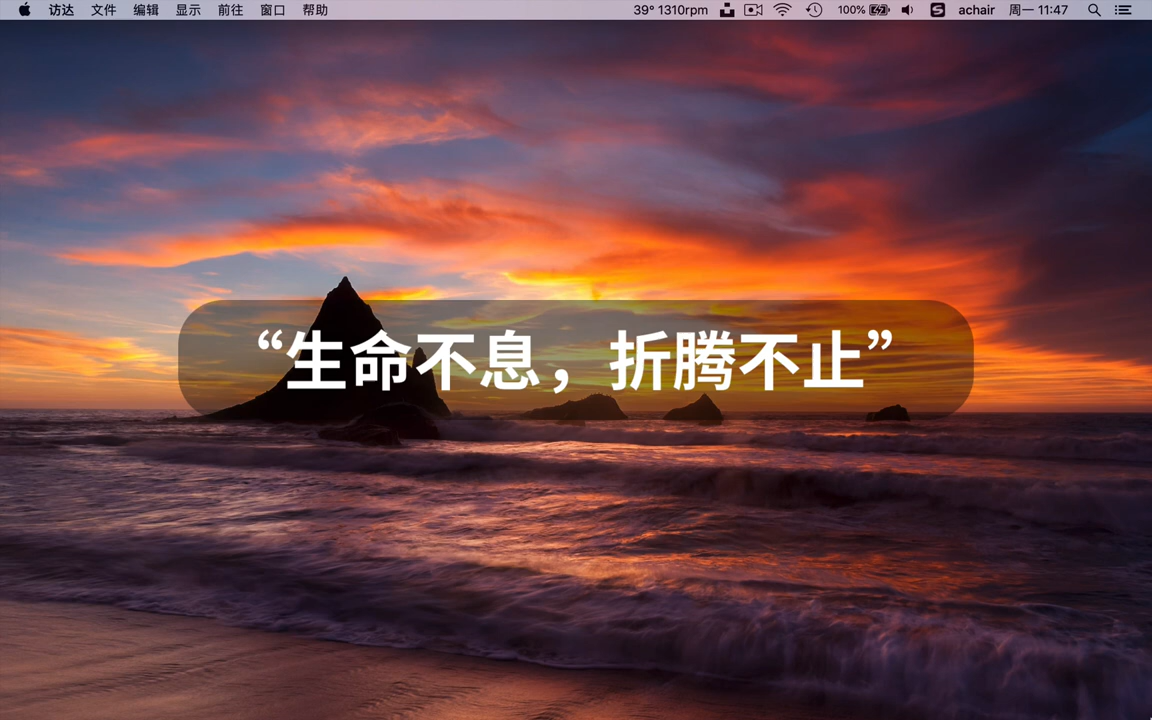 访达 文件 编辑 显示 前往 窗口 帮助 39° 1310rpm 100% achair 周一 11:47
“生命不息，折腾不止”